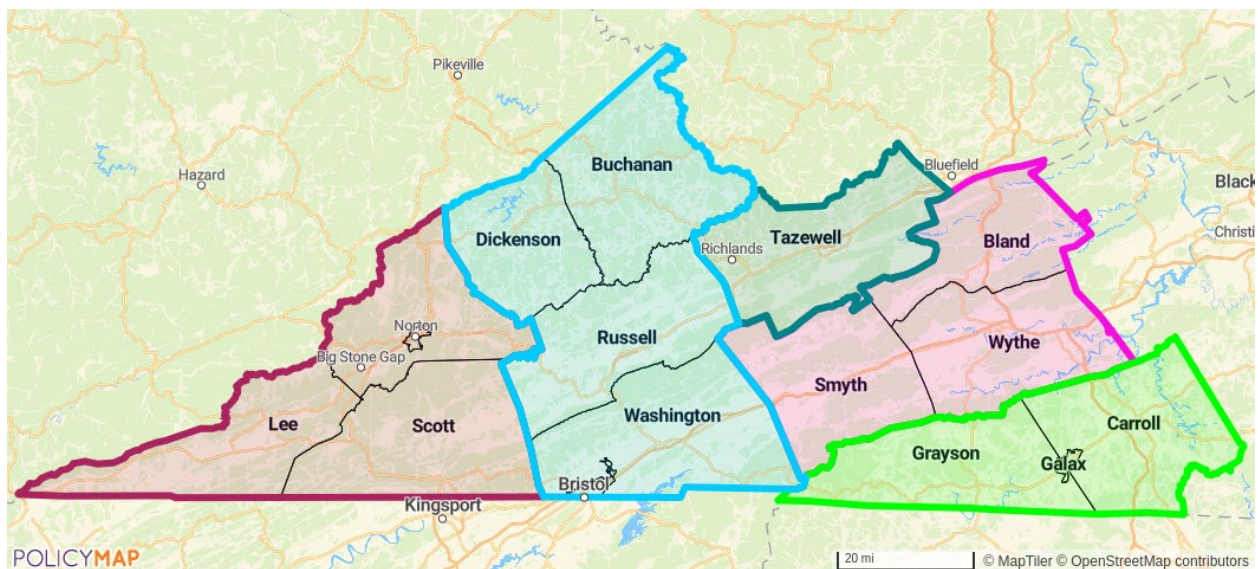 Pikeville
Buchanan
Bluefield
Hazard
Black
Dickenson
Richlands
Tazewell
Bland
Christi
Norton
Russell
Wythe
Big Stone Gap
Smyth
Lee
Scott
Washington
Carroll
Grayson
Galax
Bristol
Kingsport
POLICYMAP
20 mi
© MapTiler © OpenStreetMap contributors